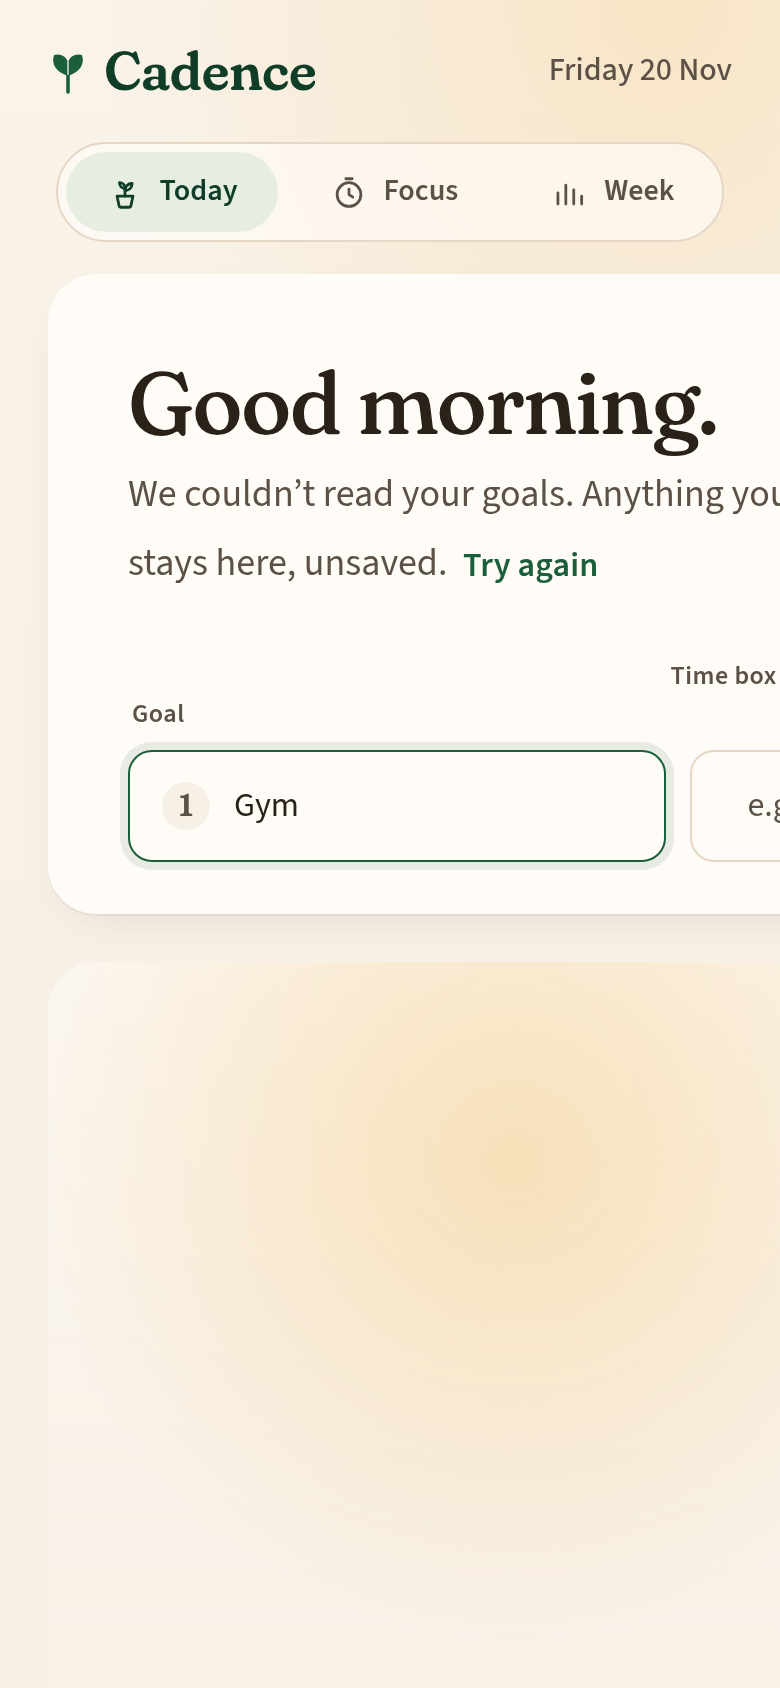 Cadence
Friday 20 Nov
Today
Focus
Week
Good morning.
We couldn’t read your goals. Anything you
stays here, unsaved. Try again
Time box
Goal
1 Gym
e.g